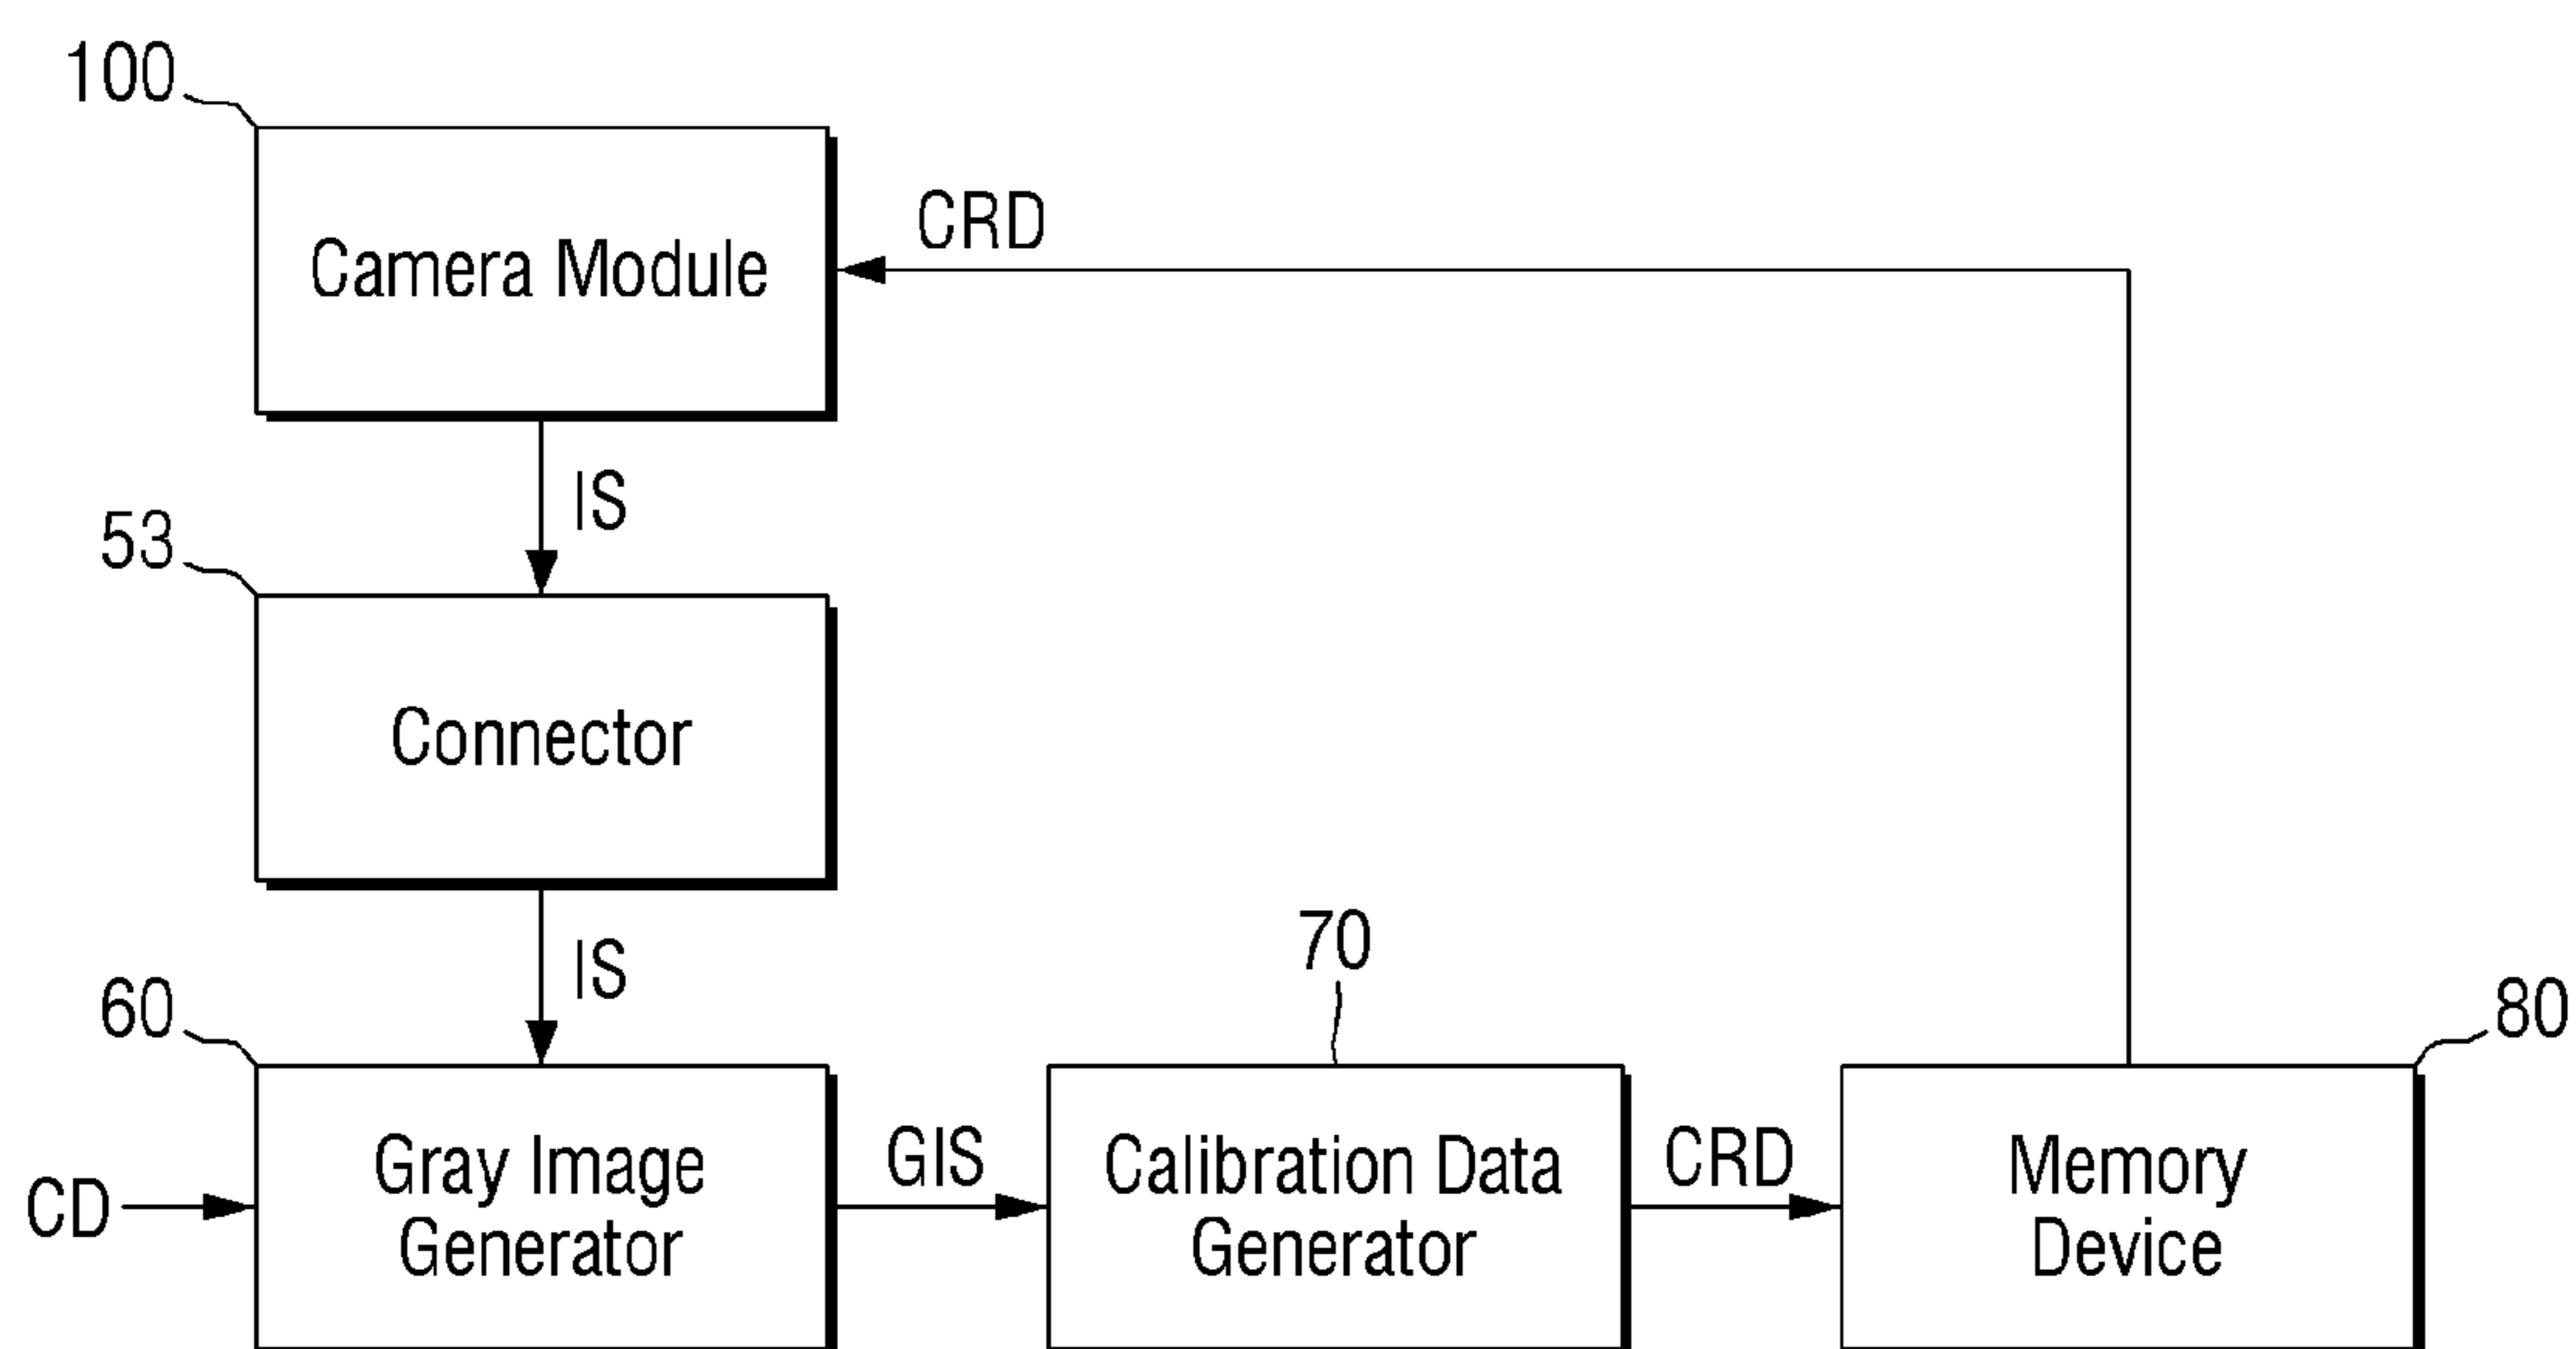 100
Camera Module
CRD
IS
53
Connector
IS
60
70
80
CD
Gray Image
Generator
GIS
Calibration Data
Generator
CRD
Memory
Device